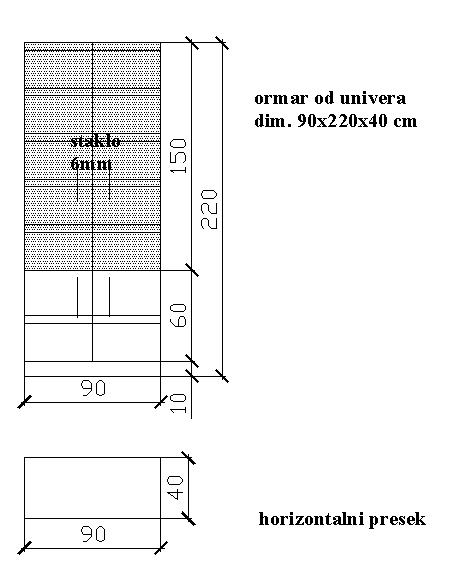 ormar od univera
dim. 90x220x40 cm
staklo
6mm
150
220
60
90
10
40
horizontalni presek
90